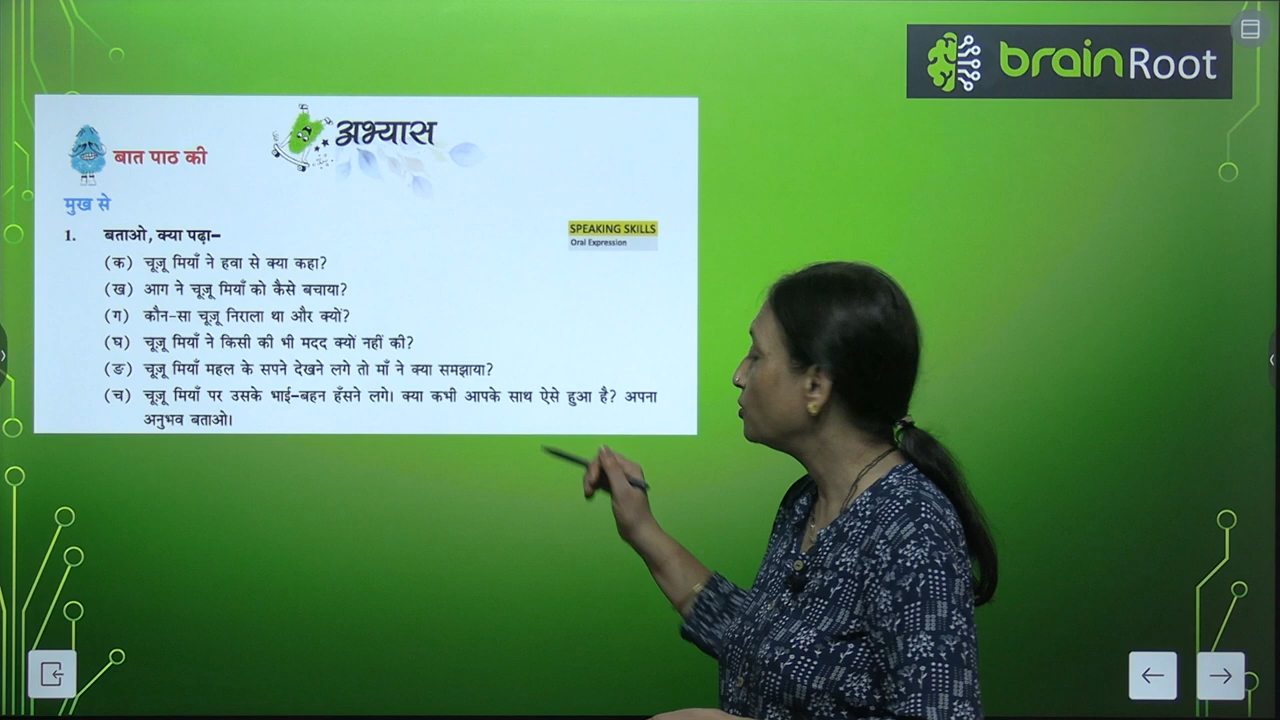 brainRoot
अभ्यास
बात पाठ की
मुख से
1. बताओ, क्या पढ़ा–
SPEAKING SKILLS
Oral Expression
(क) चूज़ू मियाँ ने हवा से क्या कहा?
(ख) आग ने चूज़ू मियाँ को कैसे बचाया?
(ग) कौन-सा चूज़ू निराला था और क्यों?
(घ) चूज़ू मियाँ ने किसी की भी मदद क्यों नहीं की?
(ङ) चूज़ू मियाँ महल के सपने देखने लगे तो माँ ने क्या समझाया?
(च) चूज़ू मियाँ पर उसके भाई-बहन हँसने लगे। क्या कभी आपके साथ ऐसे हुआ है? अपना
अनुभव बताओ।